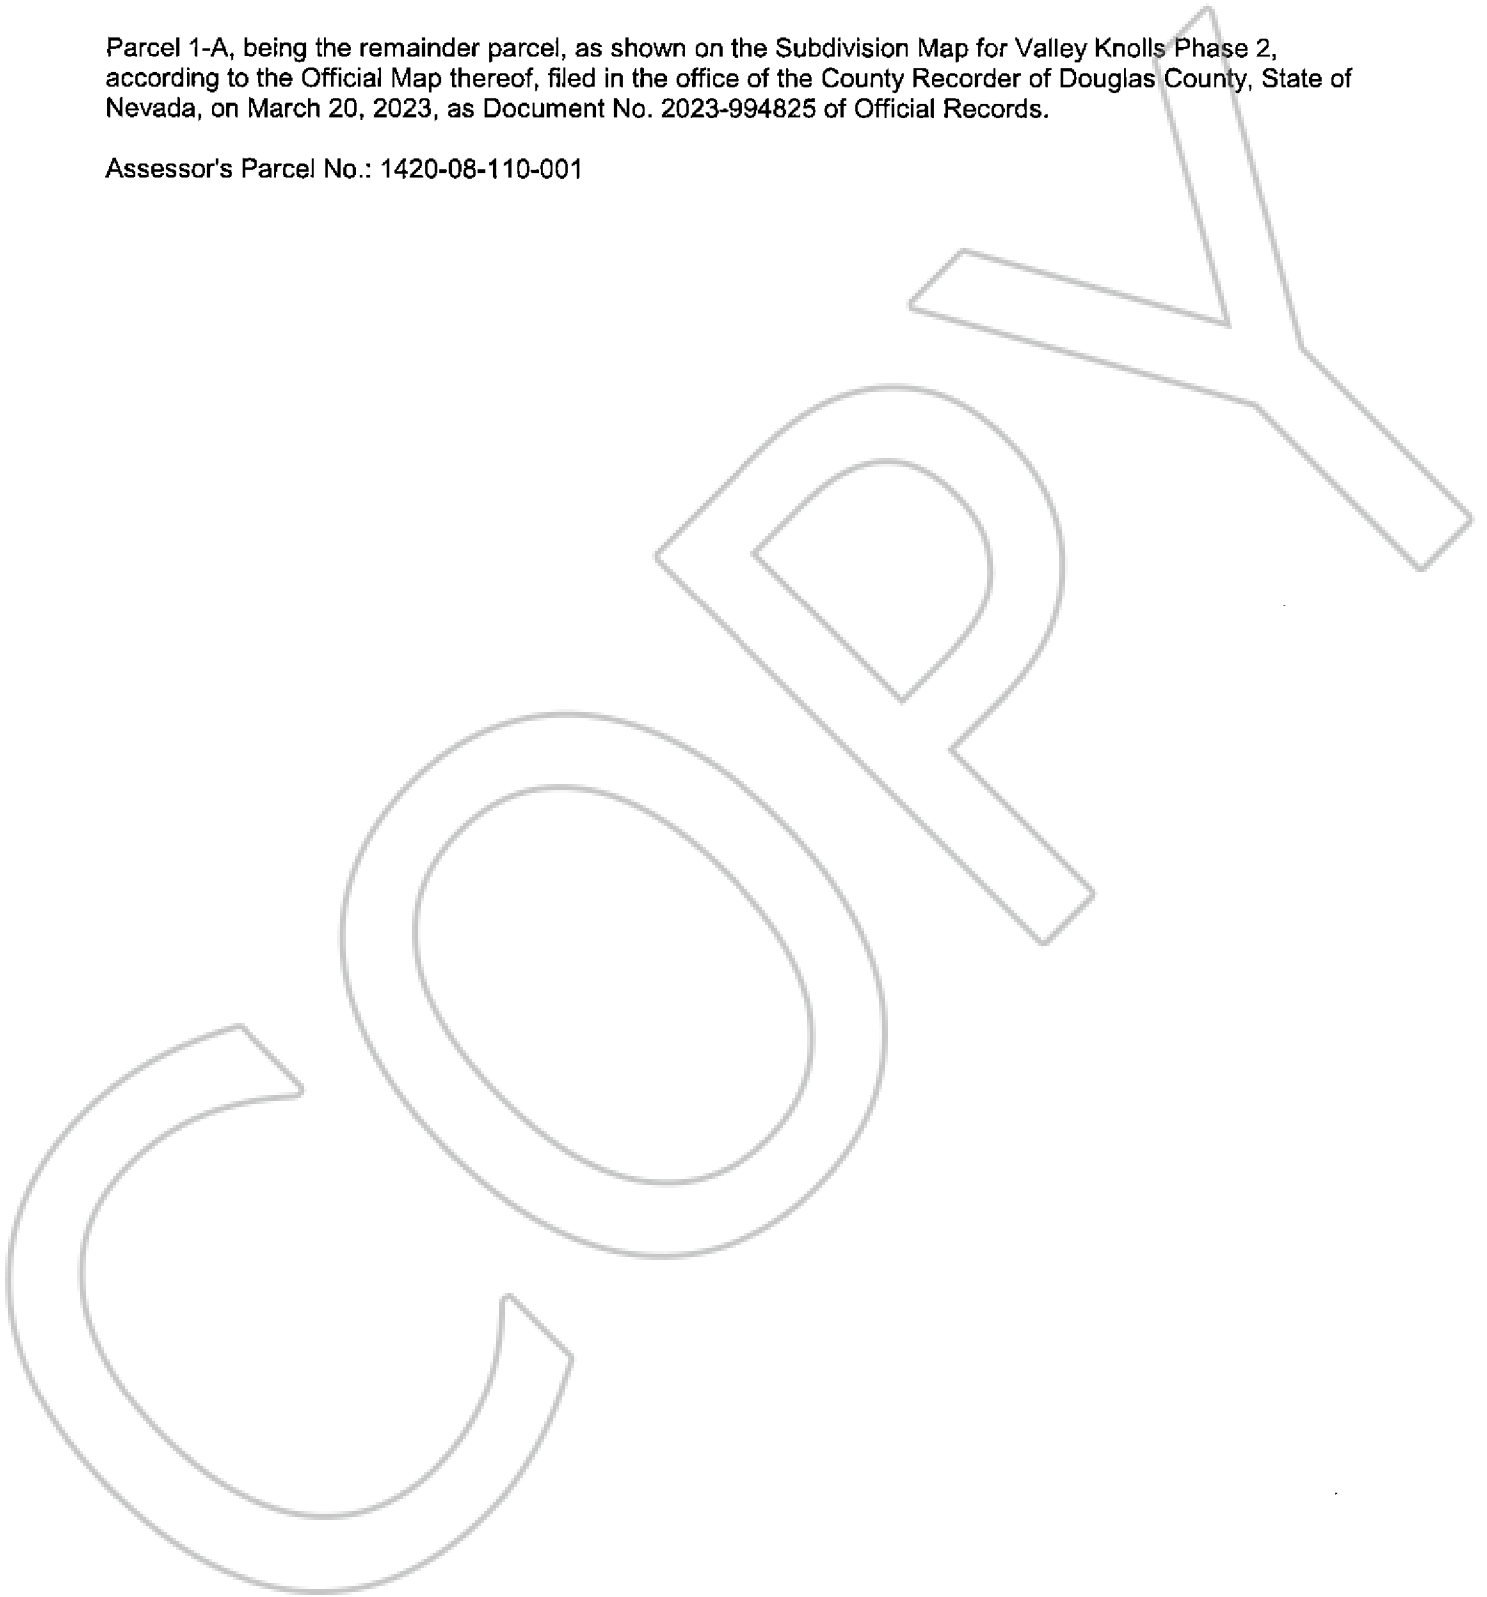 Parcel 1-A, being the remainder parcel, as shown on the Subdivision Map for Valley Knolls Phase 2,
according to the Official Map thereof, filed in the office of the County Recorder of Douglas County, State of
Nevada, on March 20, 2023, as Document No. 2023-994825 of Official Records.
Assessor's Parcel No.: 1420-08-110-001
COPY